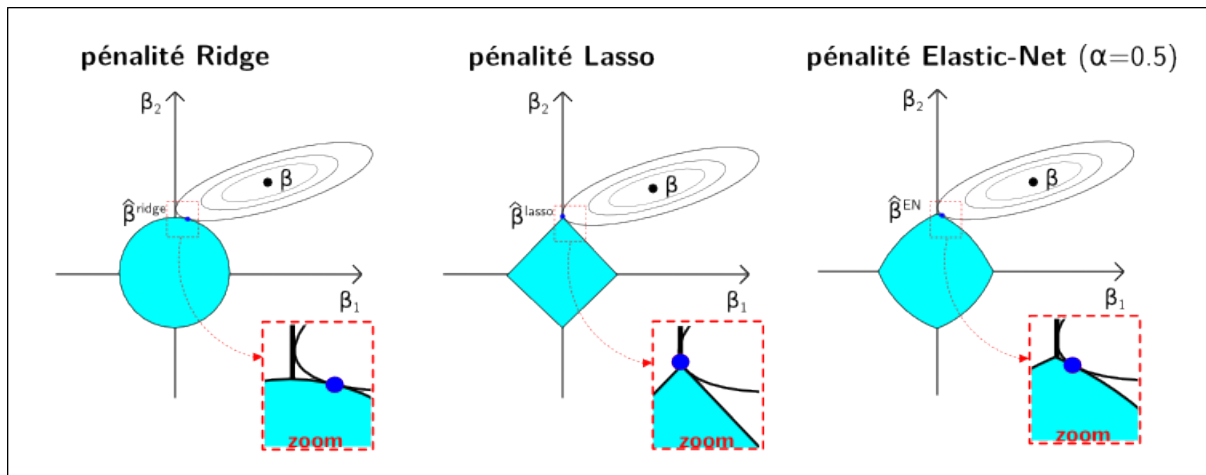 pénalité Ridge
β₂
β
β̂ridge
β₁
zoom
pénalité Lasso
β₂
β
β̂lasso
β₁
zoom
pénalité Elastic-Net (α=0.5)
β₂
β
β̂EN
β₁
zoom